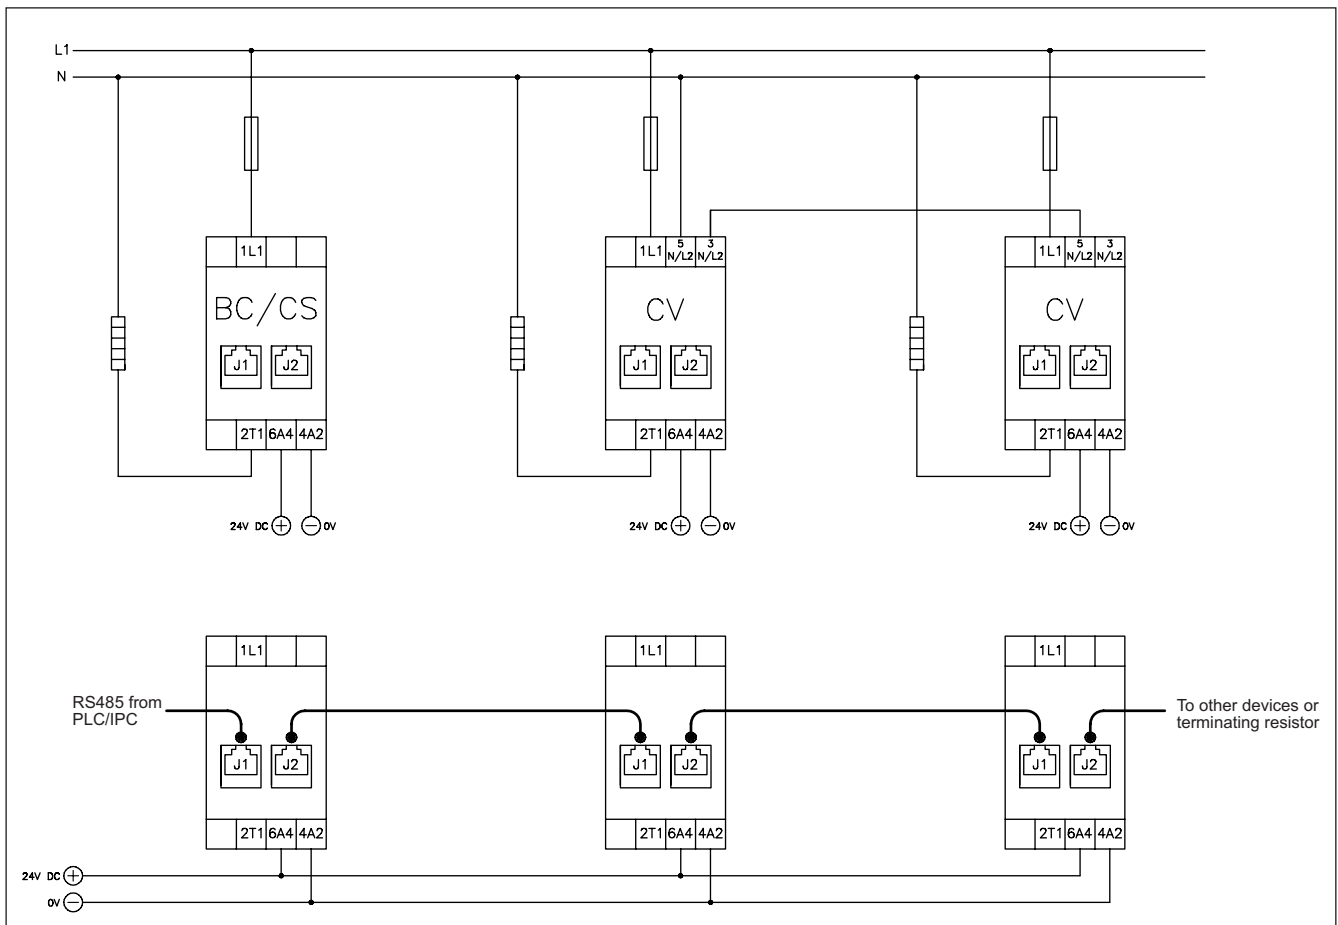 L1
N
1L1
1L1 5 N/L2 3 N/L2
1L1 5 N/L2 3 N/L2
BC/CS
CV
CV
J1 J2
J1 J2
J1 J2
2T1 6A4 4A2
2T1 6A4 4A2
2T1 6A4 4A2
24V DC + − 0V
24V DC + − 0V
24V DC + − 0V
1L1
1L1
1L1
RS485 from
PLC/IPC
To other devices or
terminating resistor
J1 J2
J1 J2
J1 J2
2T1 6A4 4A2
2T1 6A4 4A2
2T1 6A4 4A2
24V DC +
0V −